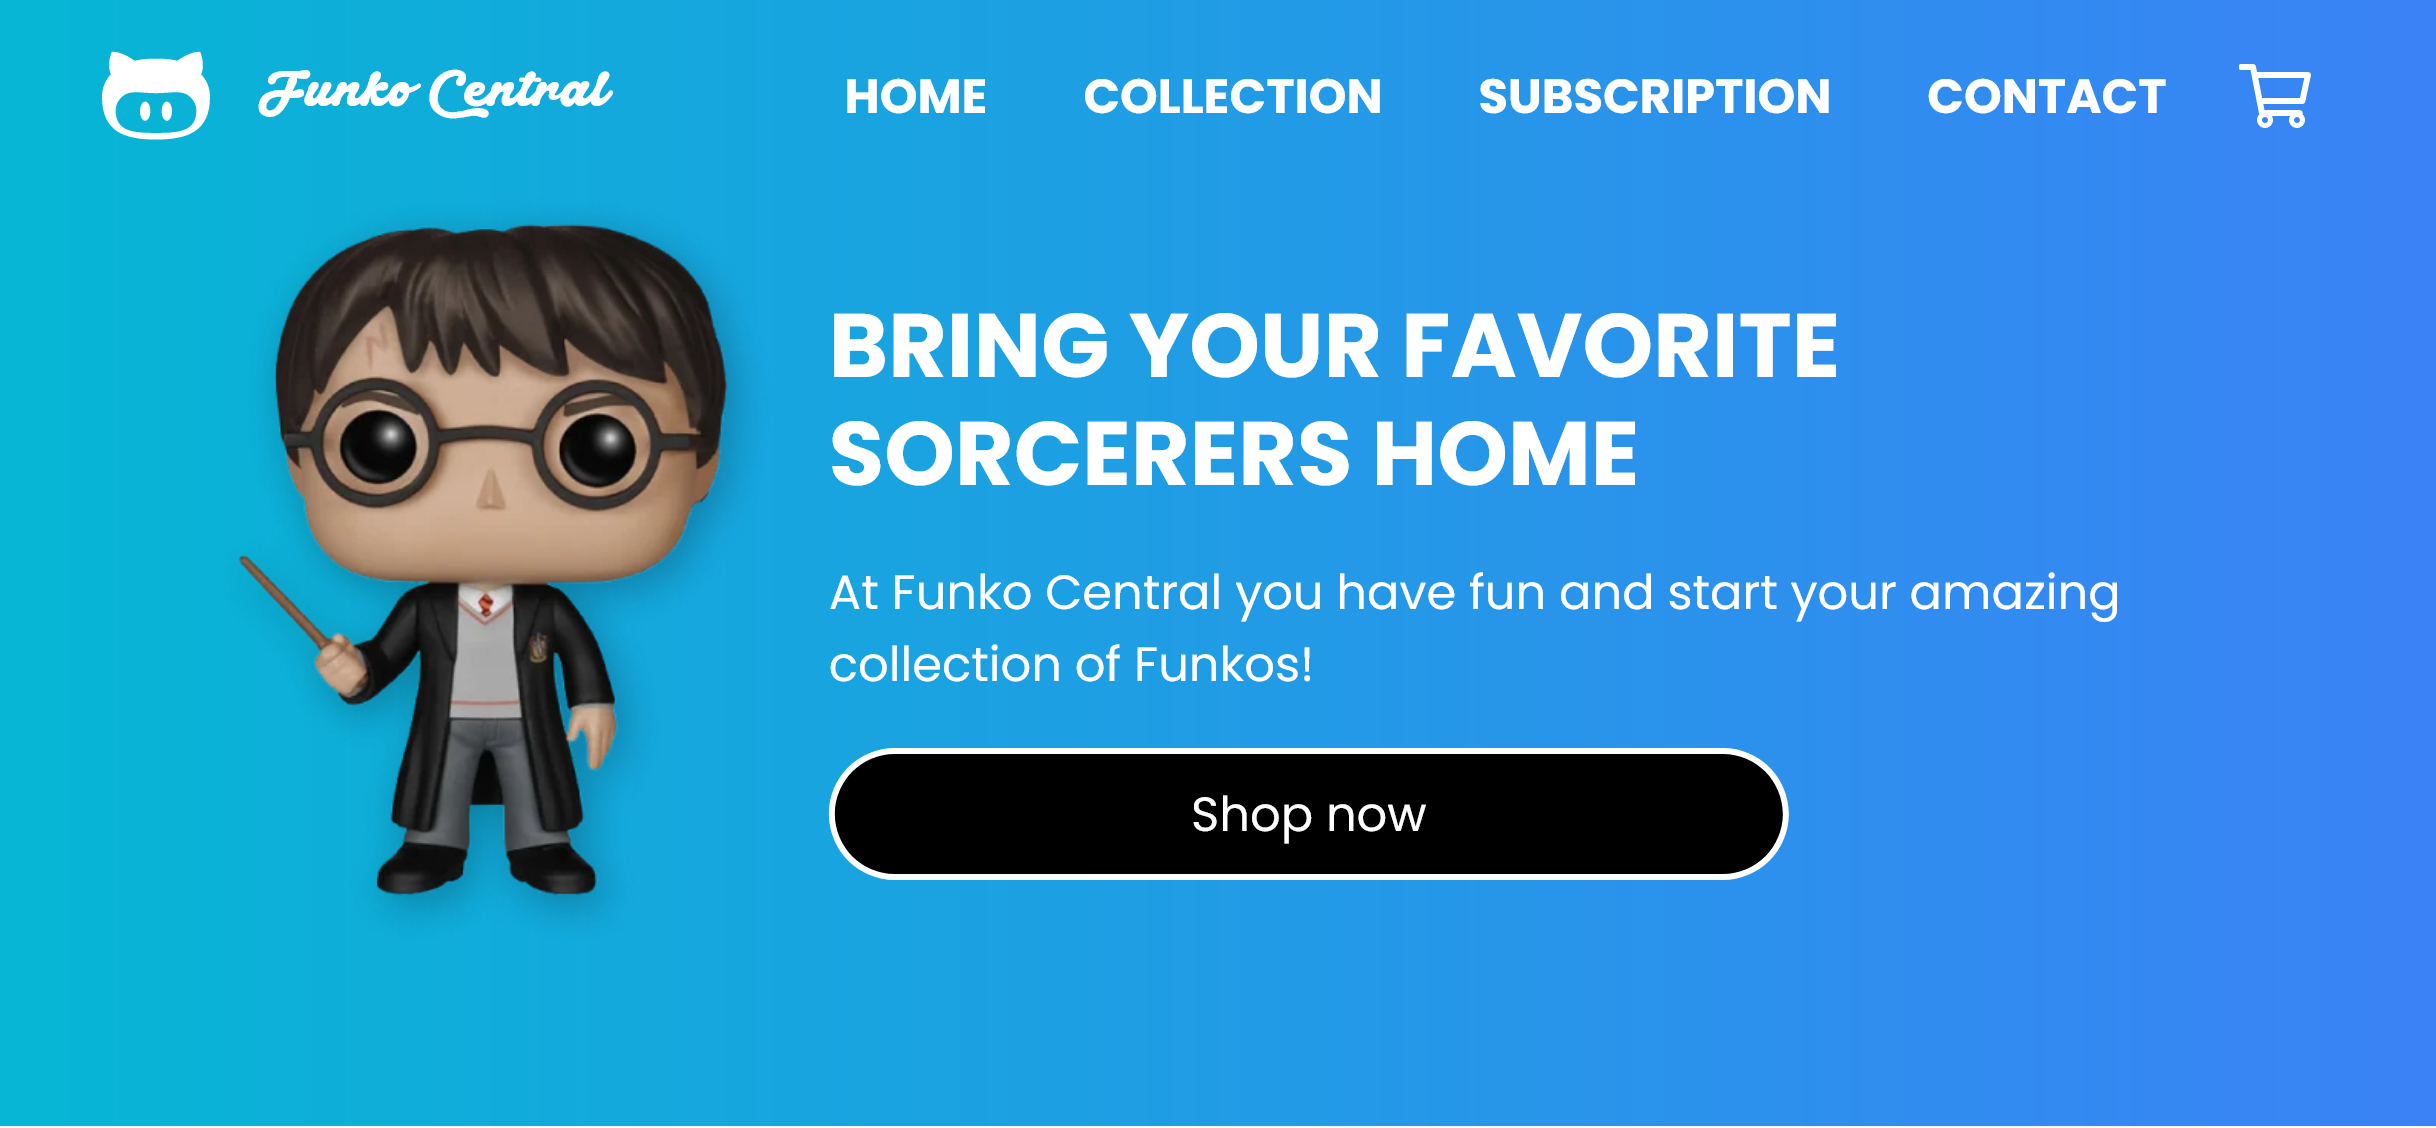 Funko Central
HOME COLLECTION SUBSCRIPTION CONTACT
BRING YOUR FAVORITE
SORCERERS HOME
At Funko Central you have fun and start your amazing
collection of Funkos!
Shop now